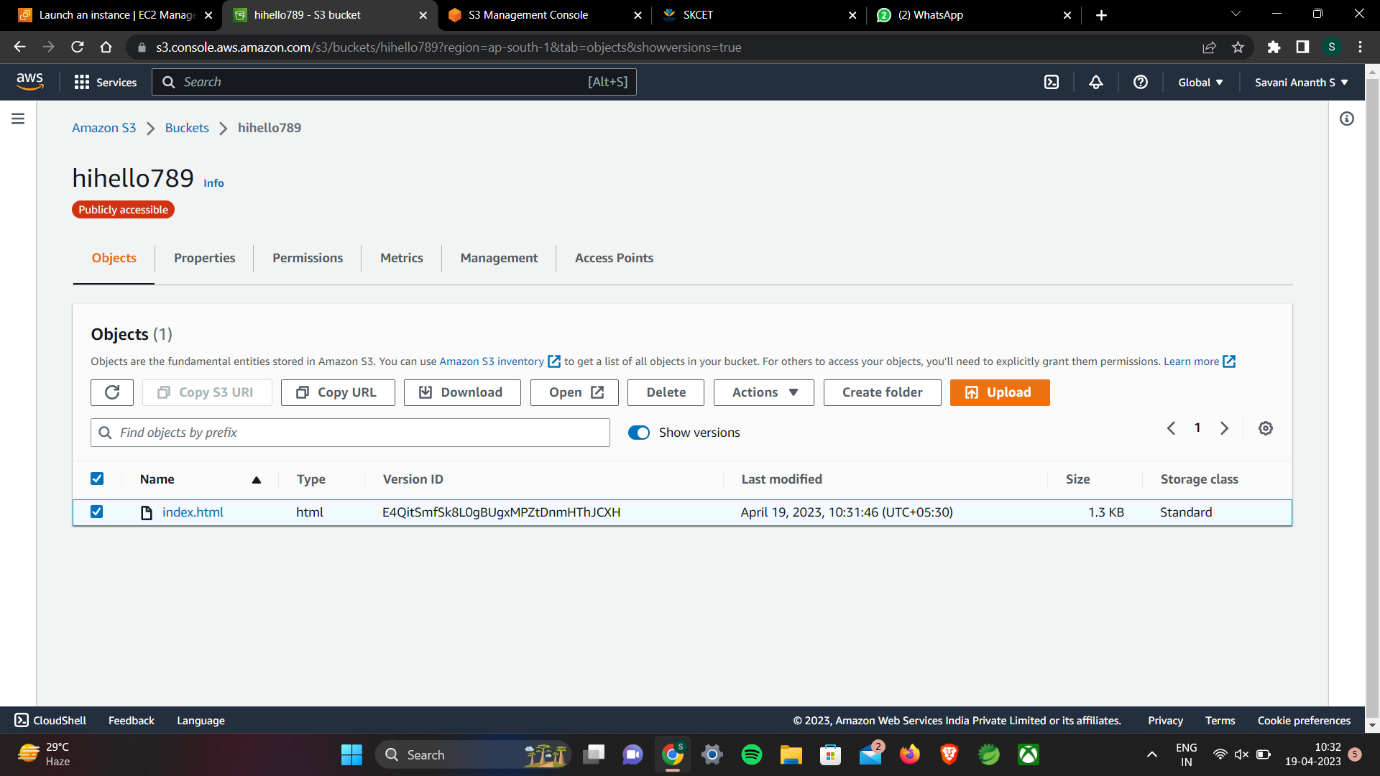 Launch an instance | EC2 Manage
hihello789 - S3 bucket
S3 Management Console
SKCET
(2) WhatsApp
s3.console.aws.amazon.com/s3/buckets/hihello789?region=ap-south-1&tab=objects&showversions=true
S
aws
Services
Search
[Alt+S]
Global
Savani Ananth S
Amazon S3
Buckets
hihello789
hihello789
Info
Publicly accessible
Objects
Properties
Permissions
Metrics
Management
Access Points
Objects (1)
Objects are the fundamental entities stored in Amazon S3. You can use Amazon S3 inventory to get a list of all objects in your bucket. For others to access your objects, you'll need to explicitly grant them permissions. Learn more
Copy S3 URI
Copy URL
Download
Open
Delete
Actions
Create folder
Upload
Find objects by prefix
Show versions
1
Name
Type
Version ID
Last modified
Size
Storage class
index.html
html
E4QitSmfSk8L0gBUgxMPZtDnmHThJCXH
April 19, 2023, 10:31:46 (UTC+05:30)
1.3 KB
Standard
CloudShell
Feedback
Language
© 2023, Amazon Web Services India Private Limited or its affiliates.
Privacy
Terms
Cookie preferences
29°C
Haze
Search
S
2
ENG
IN
10:32
19-04-2023
5